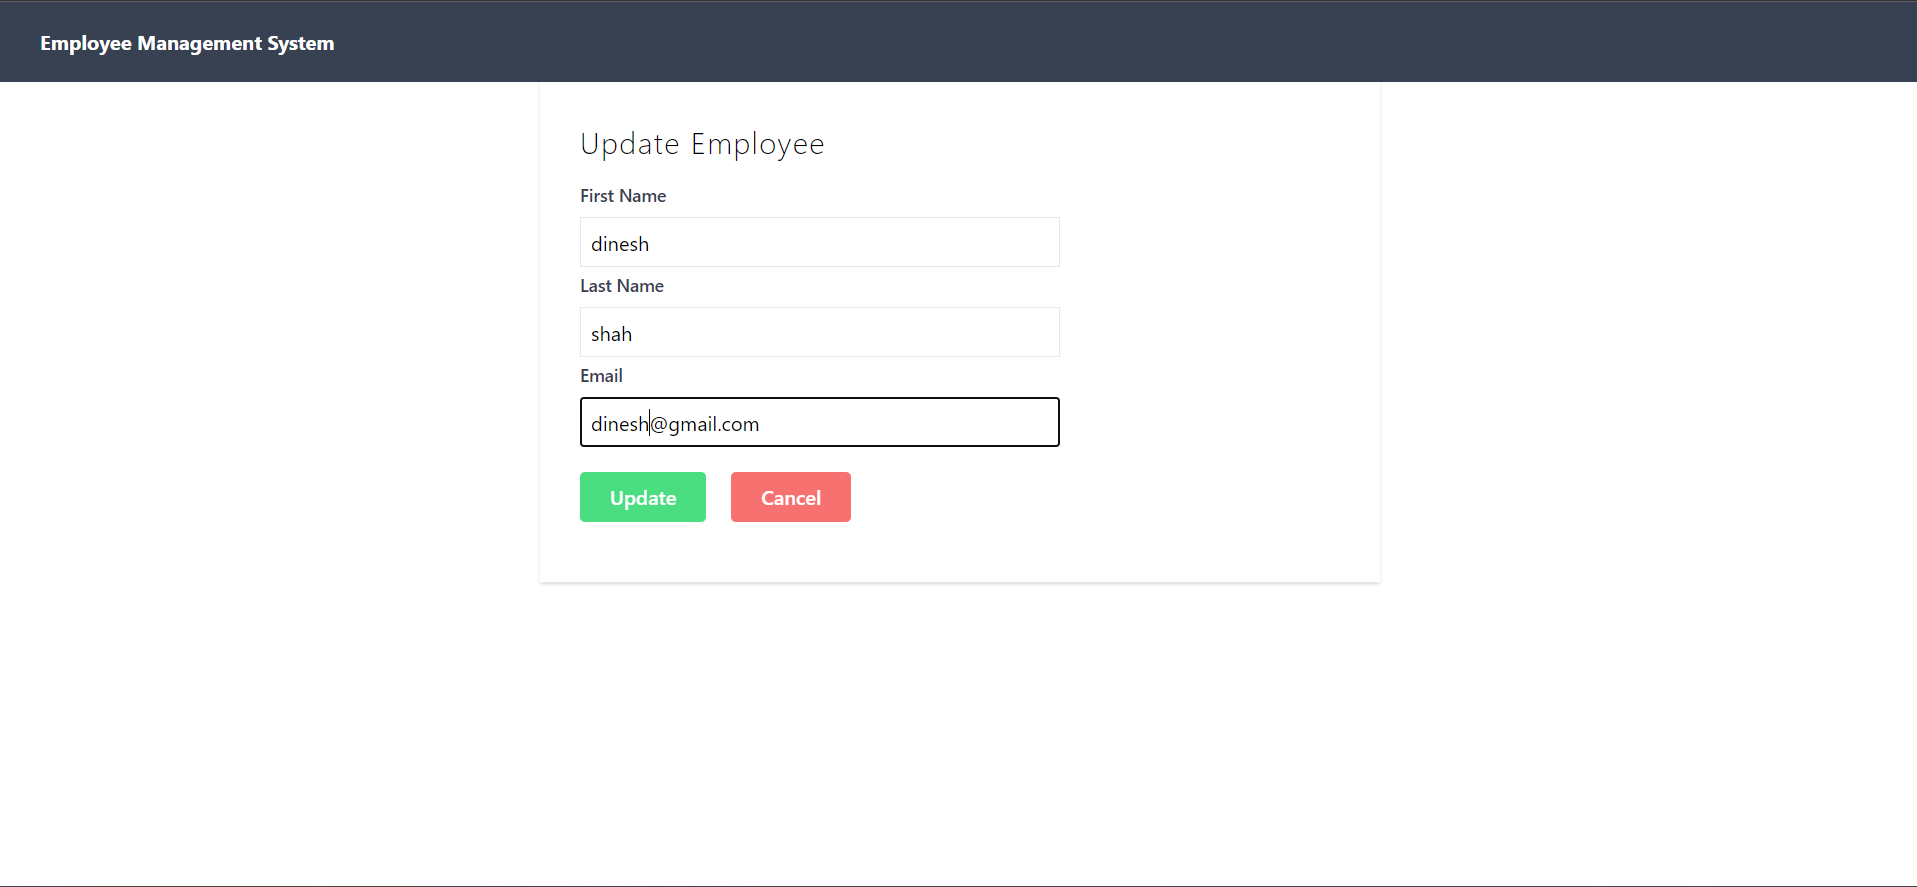 Employee Management System
Update Employee
First Name
dinesh
Last Name
shah
Email
dinesh@gmail.com
Update Cancel